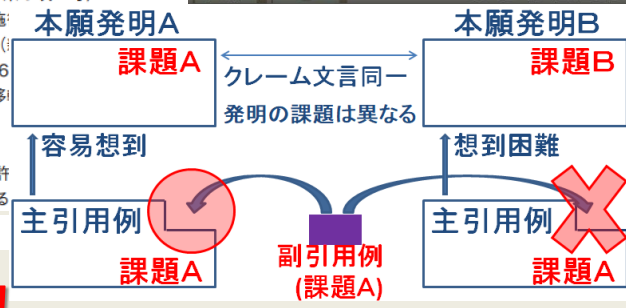 本願発明A
本願発明B
課題A
課題B
クレーム文言同一
発明の課題は異なる
容易想到
想到困難
主引用例
課題A
副引用例
(課題A)
主引用例
課題A